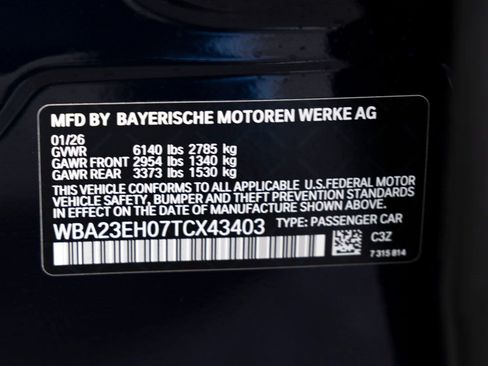 MFD BY BAYERISCHE MOTOREN WERKE AG
01/26
GVWR 6140 lbs 2785 kg
GAWR FRONT 2954 lbs 1340 kg
GAWR REAR 3373 lbs 1530 kg
THIS VEHICLE CONFORMS TO ALL APPLICABLE U.S.FEDERAL MOTOR
VEHICLE SAFETY, BUMPER AND THEFT PREVENTION STANDARDS
IN EFFECT ON THE DATE OF MANUFACTURE SHOWN ABOVE.
WBA23EH07TCX43403 TYPE: PASSENGER CAR
C3Z
7 315 814